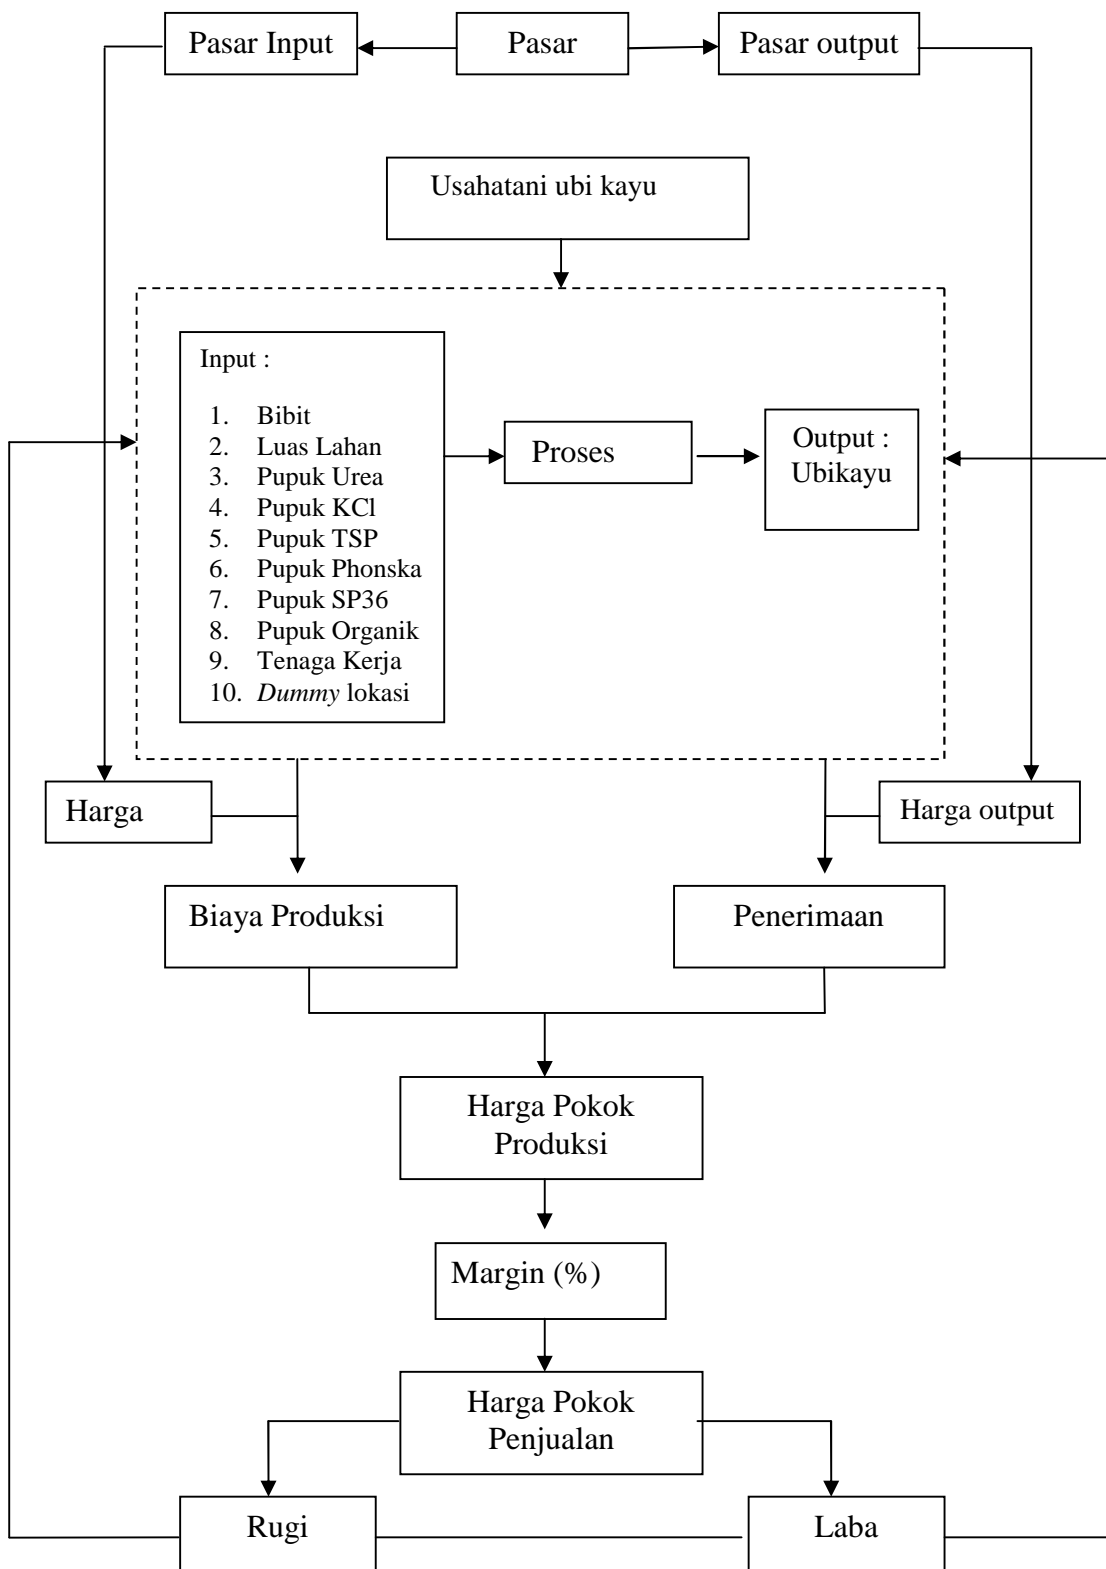 Pasar Input
Pasar
Pasar output
Usahatani ubi kayu
Input :
1. Bibit
2. Luas Lahan
3. Pupuk Urea
4. Pupuk KCl
5. Pupuk TSP
6. Pupuk Phonska
7. Pupuk SP36
8. Pupuk Organik
9. Tenaga Kerja
10. Dummy lokasi
Proses
Output :
Ubikayu
Harga
Harga output
Biaya Produksi
Penerimaan
Harga Pokok
Produksi
Margin (%)
Harga Pokok
Penjualan
Rugi
Laba